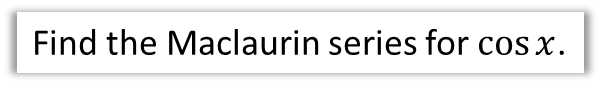 Find the Maclaurin series for cos x.